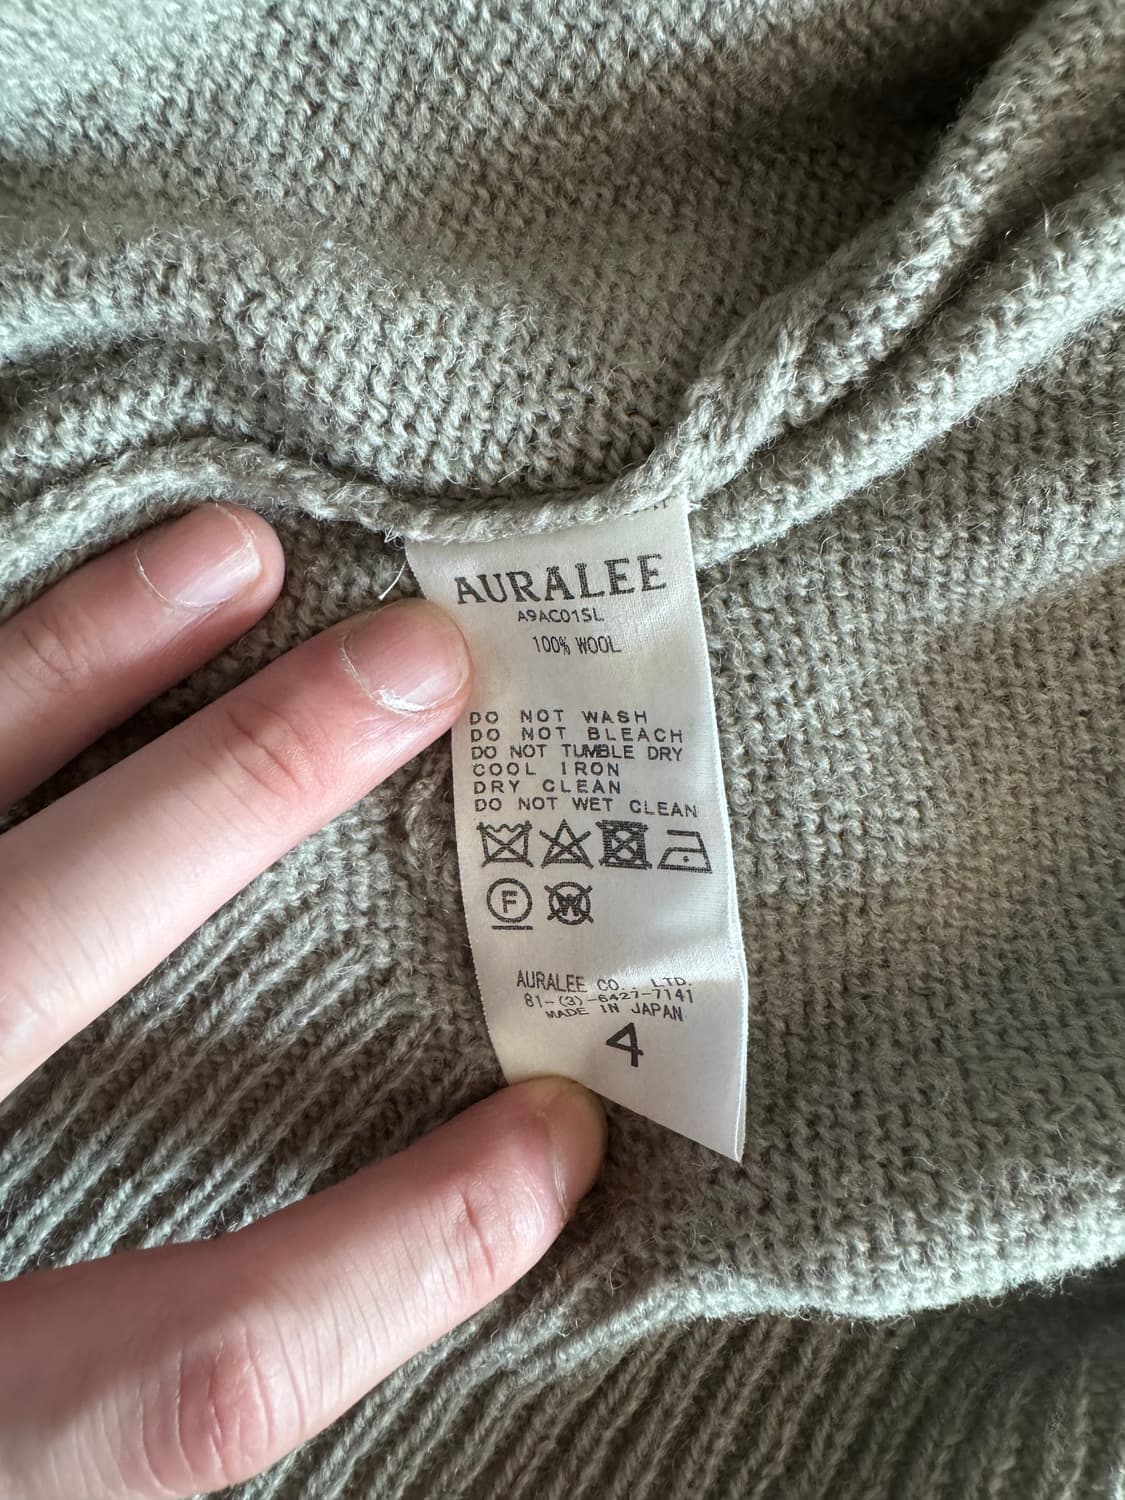 AURALEE
A9AC01SL
100% WOOL
DO NOT WASH
DO NOT BLEACH
DO NOT TUMBLE DRY
COOL IRON
DRY CLEAN
DO NOT WET CLEAN
F
W
AURALEE CO., LTD.
81-(3)-6427-7141
MADE IN JAPAN
4